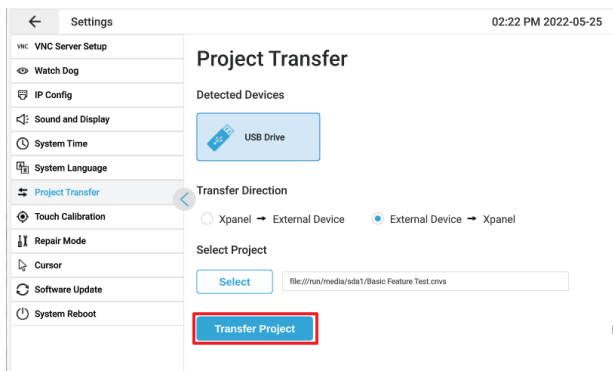 Settings
02:22 PM 2022-05-25
VNC VNC Server Setup
Watch Dog
IP Config
Sound and Display
System Time
System Language
Project Transfer
Touch Calibration
Repair Mode
Cursor
Software Update
System Reboot
Project Transfer
Detected Devices
USB Drive
Transfer Direction
Xpanel → External Device
External Device → Xpanel
Select Project
Select
file:///run/media/sda1/Basic Feature Test.cnvs
Transfer Project